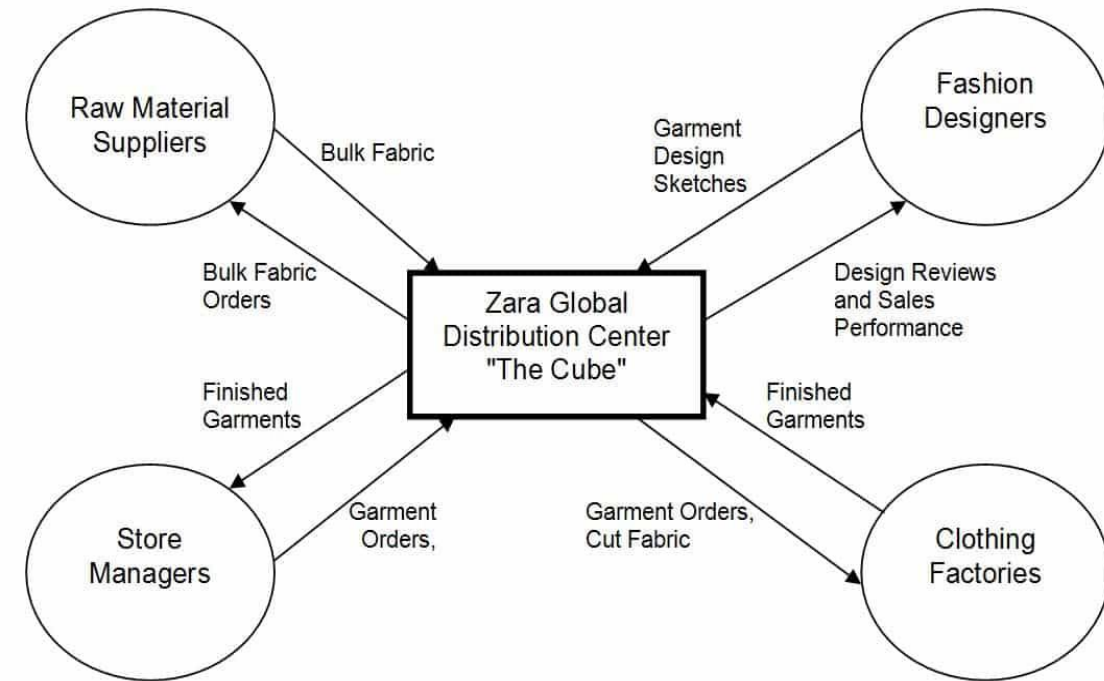 Raw Material
Suppliers
Bulk Fabric
Garment
Design
Sketches
Fashion
Designers
Bulk Fabric
Orders
Zara Global
Distribution Center
"The Cube"
Design Reviews
and Sales
Performance
Finished
Garments
Finished
Garments
Store
Managers
Garment
Orders,
Garment Orders,
Cut Fabric
Clothing
Factories